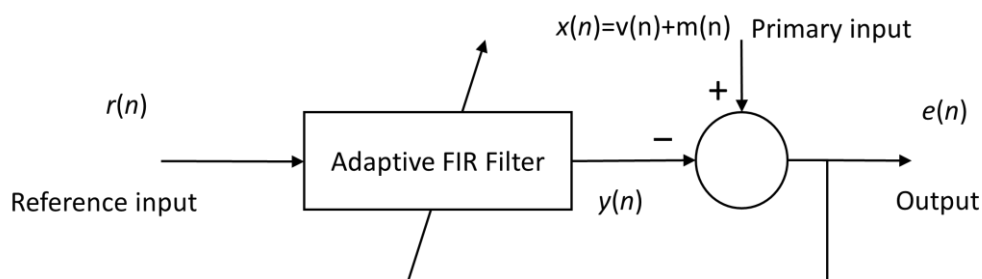 x(n)=v(n)+m(n) Primary input
r(n)
+
e(n)
Adaptive FIR Filter
−
Reference input
y(n)
Output